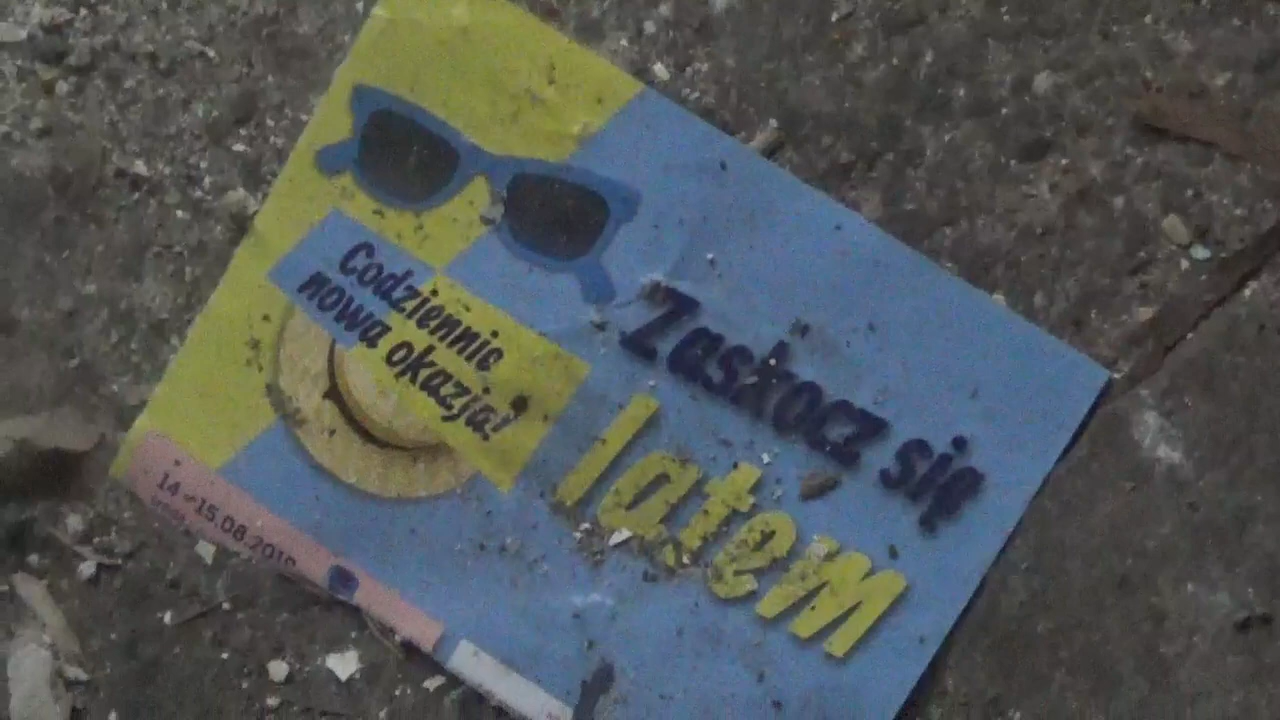 Codziennie
nowa okazja!
Zaskocz się
latem
14 – 15.08.2019